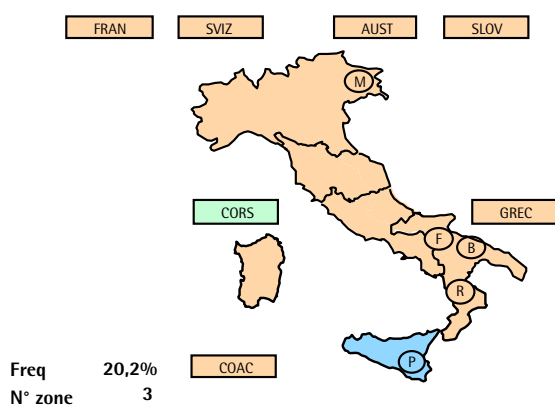 FRAN SVIZ AUST SLOV
M
CORS GREC
F
B
R
COAC P
Freq 20,2%
N° zone 3